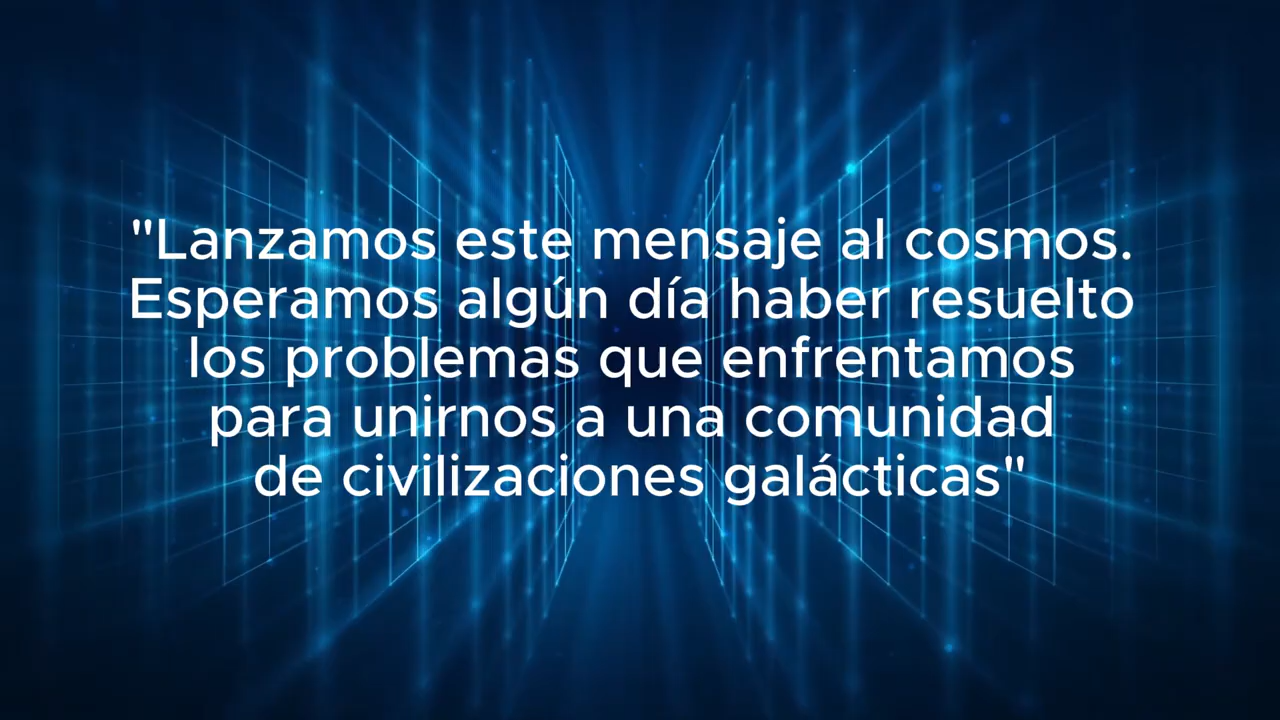 "Lanzamos este mensaje al cosmos.
Esperamos algún día haber resuelto
los problemas que enfrentamos
para unirnos a una comunidad
de civilizaciones galácticas"